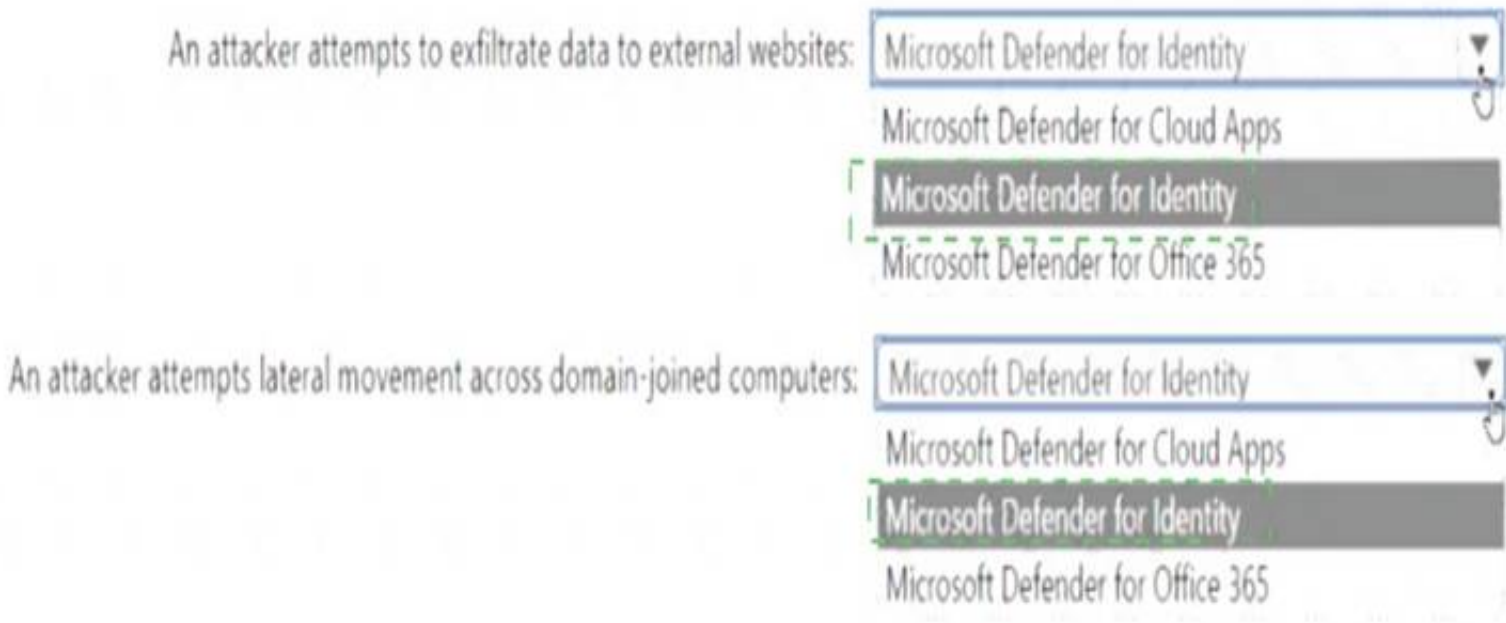 An attacker attempts to exfiltrate data to external websites: Microsoft Defender for Identity
Microsoft Defender for Cloud Apps
Microsoft Defender for Identity
Microsoft Defender for Office 365
An attacker attempts lateral movement across domain-joined computers: Microsoft Defender for Identity
Microsoft Defender for Cloud Apps
Microsoft Defender for Identity
Microsoft Defender for Office 365